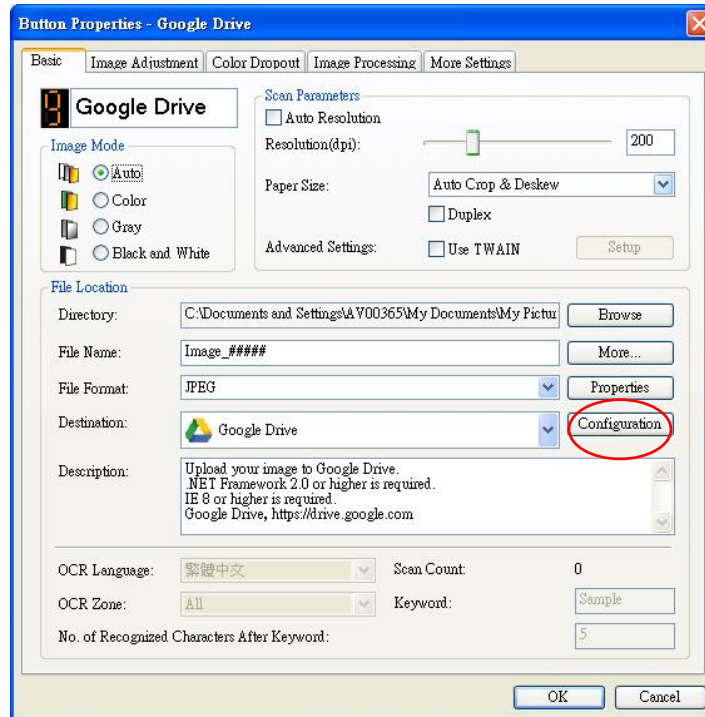 Button Properties - Google Drive
Basic Image Adjustment Color Dropout Image Processing More Settings
9 Google Drive
Scan Parameters
Auto Resolution
Resolution(dpi): 200
Paper Size: Auto Crop & Deskew
Duplex
Advanced Settings: Use TWAIN Setup
Image Mode
Auto
Color
Gray
Black and White
File Location
Directory: C:\Documents and Settings\AV00365\My Documents\My Pictur Browse
File Name: Image_##### More...
File Format: JPEG Properties
Destination: Google Drive Configuration
Description: Upload your image to Google Drive.
.NET Framework 2.0 or higher is required.
IE 8 or higher is required.
Google Drive, https://drive.google.com
OCR Language: 繁體中文 Scan Count: 0
OCR Zone: All Keyword: Sample
No. of Recognized Characters After Keyword: 5
OK Cancel